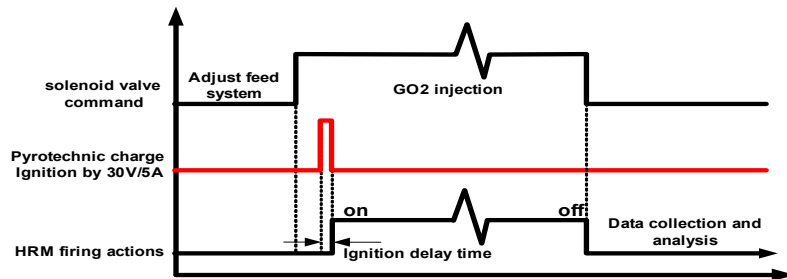 solenoid valve
command
Adjust feed
system
GO2 injection
Pyrotechnic charge
Ignition by 30V/5A
on
off
HRM firing actions
Ignition delay time
Data collection and
analysis